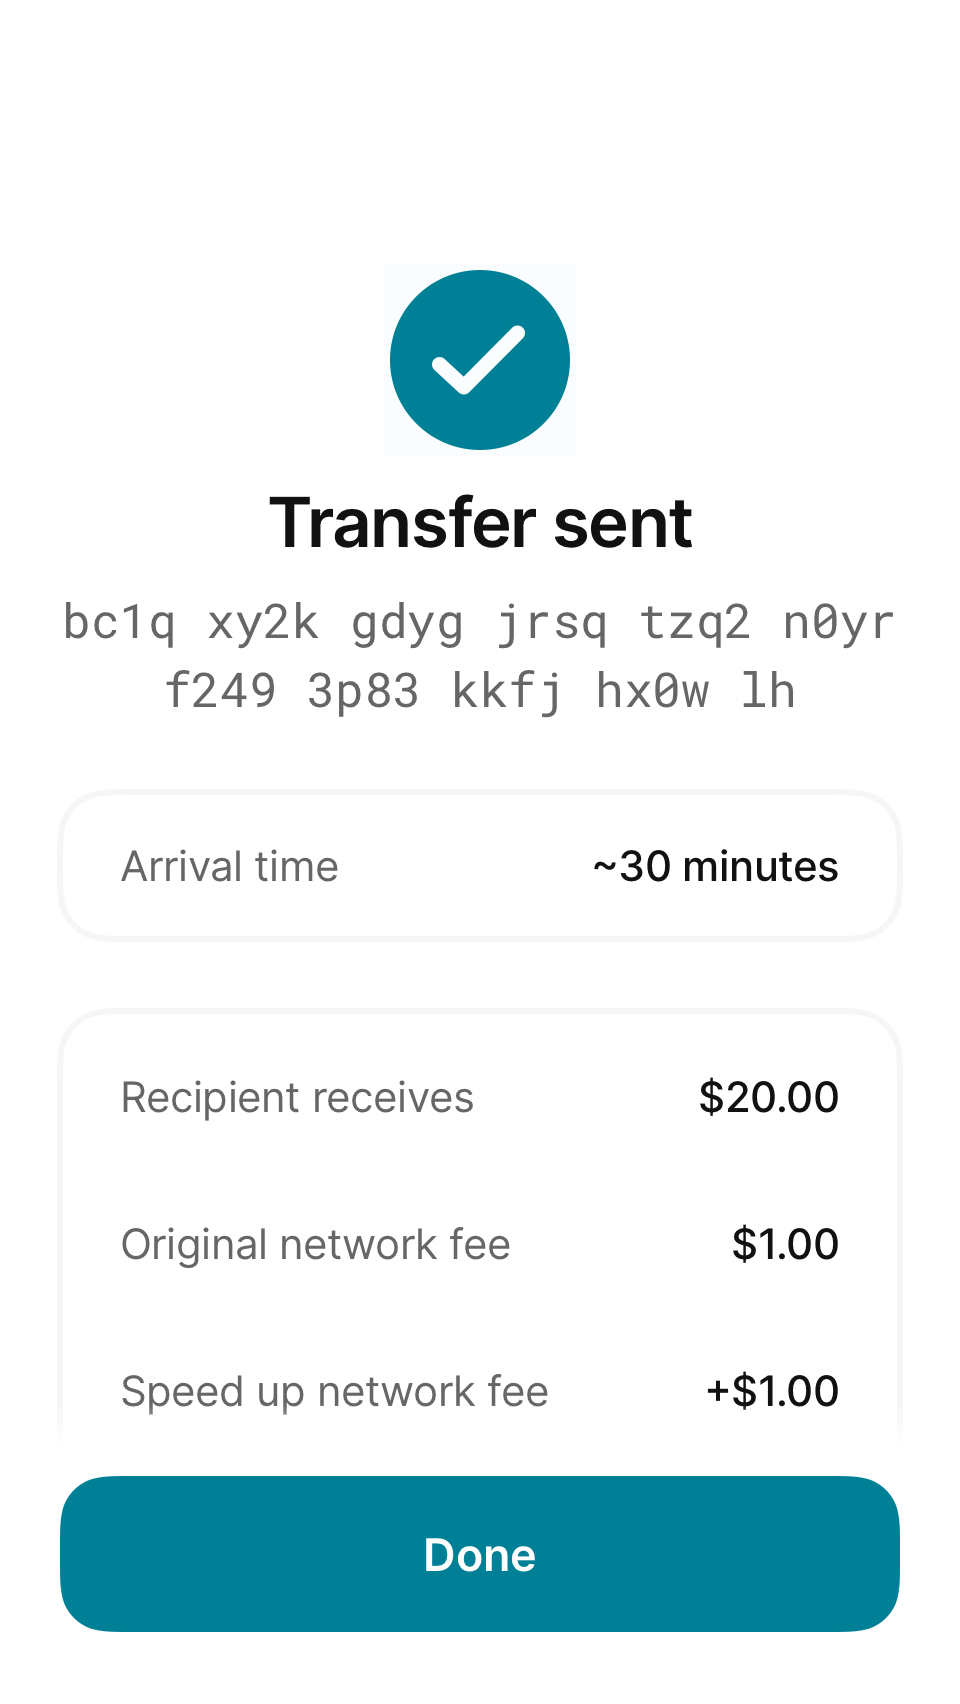 Transfer sent
bc1q xy2k gdyg jrsq tzq2 n0yr
f249 3p83 kkfj hx0w lh
Arrival time ~30 minutes
Recipient receives $20.00
Original network fee $1.00
Speed up network fee +$1.00
Done